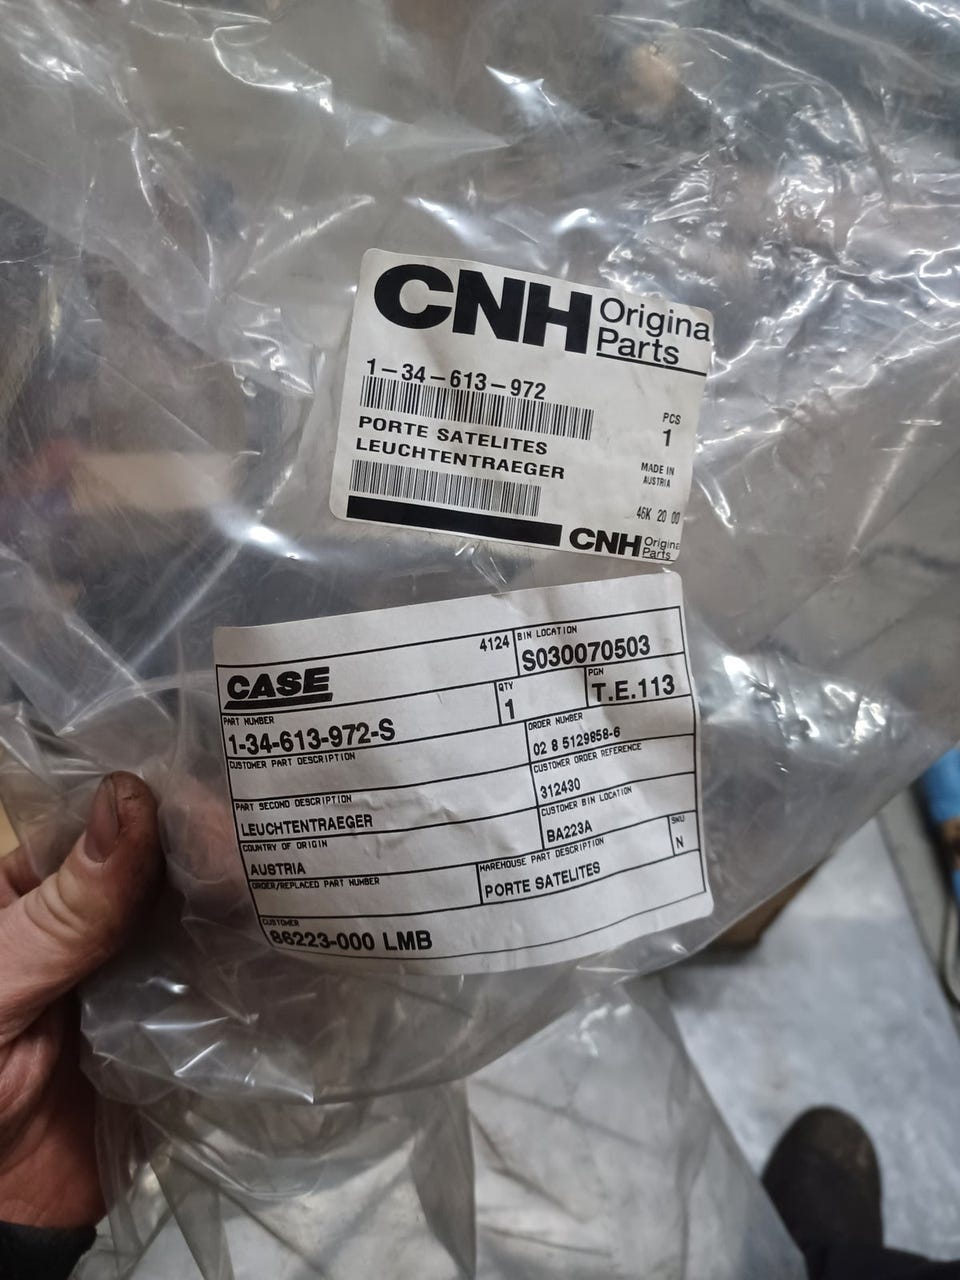 CNH Origina
Parts
1-34-613-972
PORTE SATELITES
LEUCHTENTRAEGER
PCS
1
MADE IN
AUSTRIA
20 00
CNH Origina
Parts
4124
BIN LOCATION
S030070503
CASE
QTY
1
PGN
T.E.113
PART NUMBER
1-34-613-972-S
ORDER NUMBER
02 8 5129858-6
CUSTOMER PART DESCRIPTION
CUSTOMER ORDER REFERENCE
312430
PART SECOND DESCRIPTION
LEUCHTENTRAEGER
CUSTOMER BIN LOCATION
BA223A
COUNTRY OF ORIGIN
AUSTRIA
WAREHOUSE PART DESCRIPTION
PORTE SATELITES
SKU
N
ORDER/REPLACED PART NUMBER
CUSTOMER
86223-000 LMB